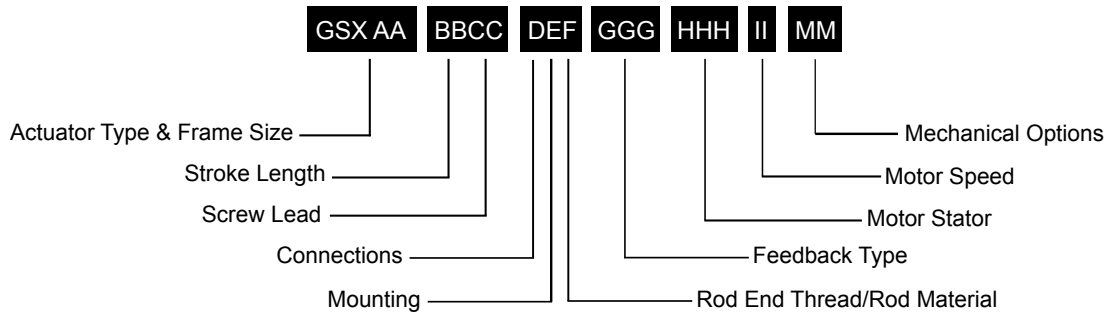 GSX AA BBCC DEF GGG HHH II MM
Actuator Type & Frame Size
Mechanical Options
Stroke Length
Motor Speed
Screw Lead
Motor Stator
Connections
Feedback Type
Mounting
Rod End Thread/Rod Material